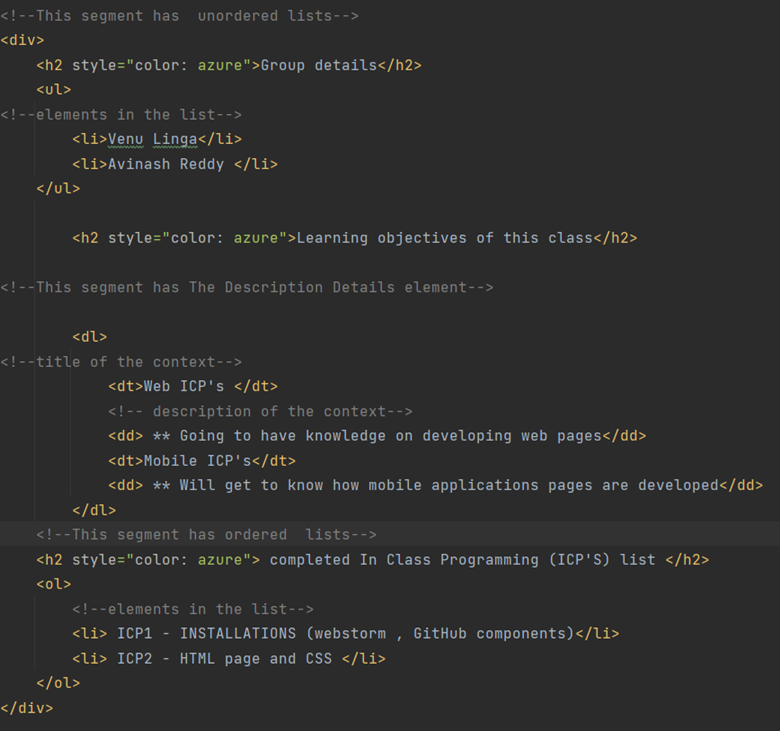 <!--This segment has  unordered lists-->
<div>
    <h2 style="color: azure">Group details</h2>
    <ul>
<!--elements in the list-->
        <li>Venu Linga</li>
        <li>Avinash Reddy </li>
    </ul>

        <h2 style="color: azure">Learning objectives of this class</h2>

<!--This segment has The Description Details element-->

        <dl>
<!--title of the context-->
            <dt>Web ICP's </dt>
            <!-- description of the context-->
            <dd> ** Going to have knowledge on developing web pages</dd>
            <dt>Mobile ICP's</dt>
            <dd> ** Will get to know how mobile applications pages are developed</dd>
        </dl>
    <!--This segment has ordered  lists-->
    <h2 style="color: azure"> completed In Class Programming (ICP'S) list </h2>
    <ol>
        <!--elements in the list-->
        <li> ICP1 - INSTALLATIONS (webstorm , GitHub components)</li>
        <li> ICP2 - HTML page and CSS </li>
    </ol>
</div>